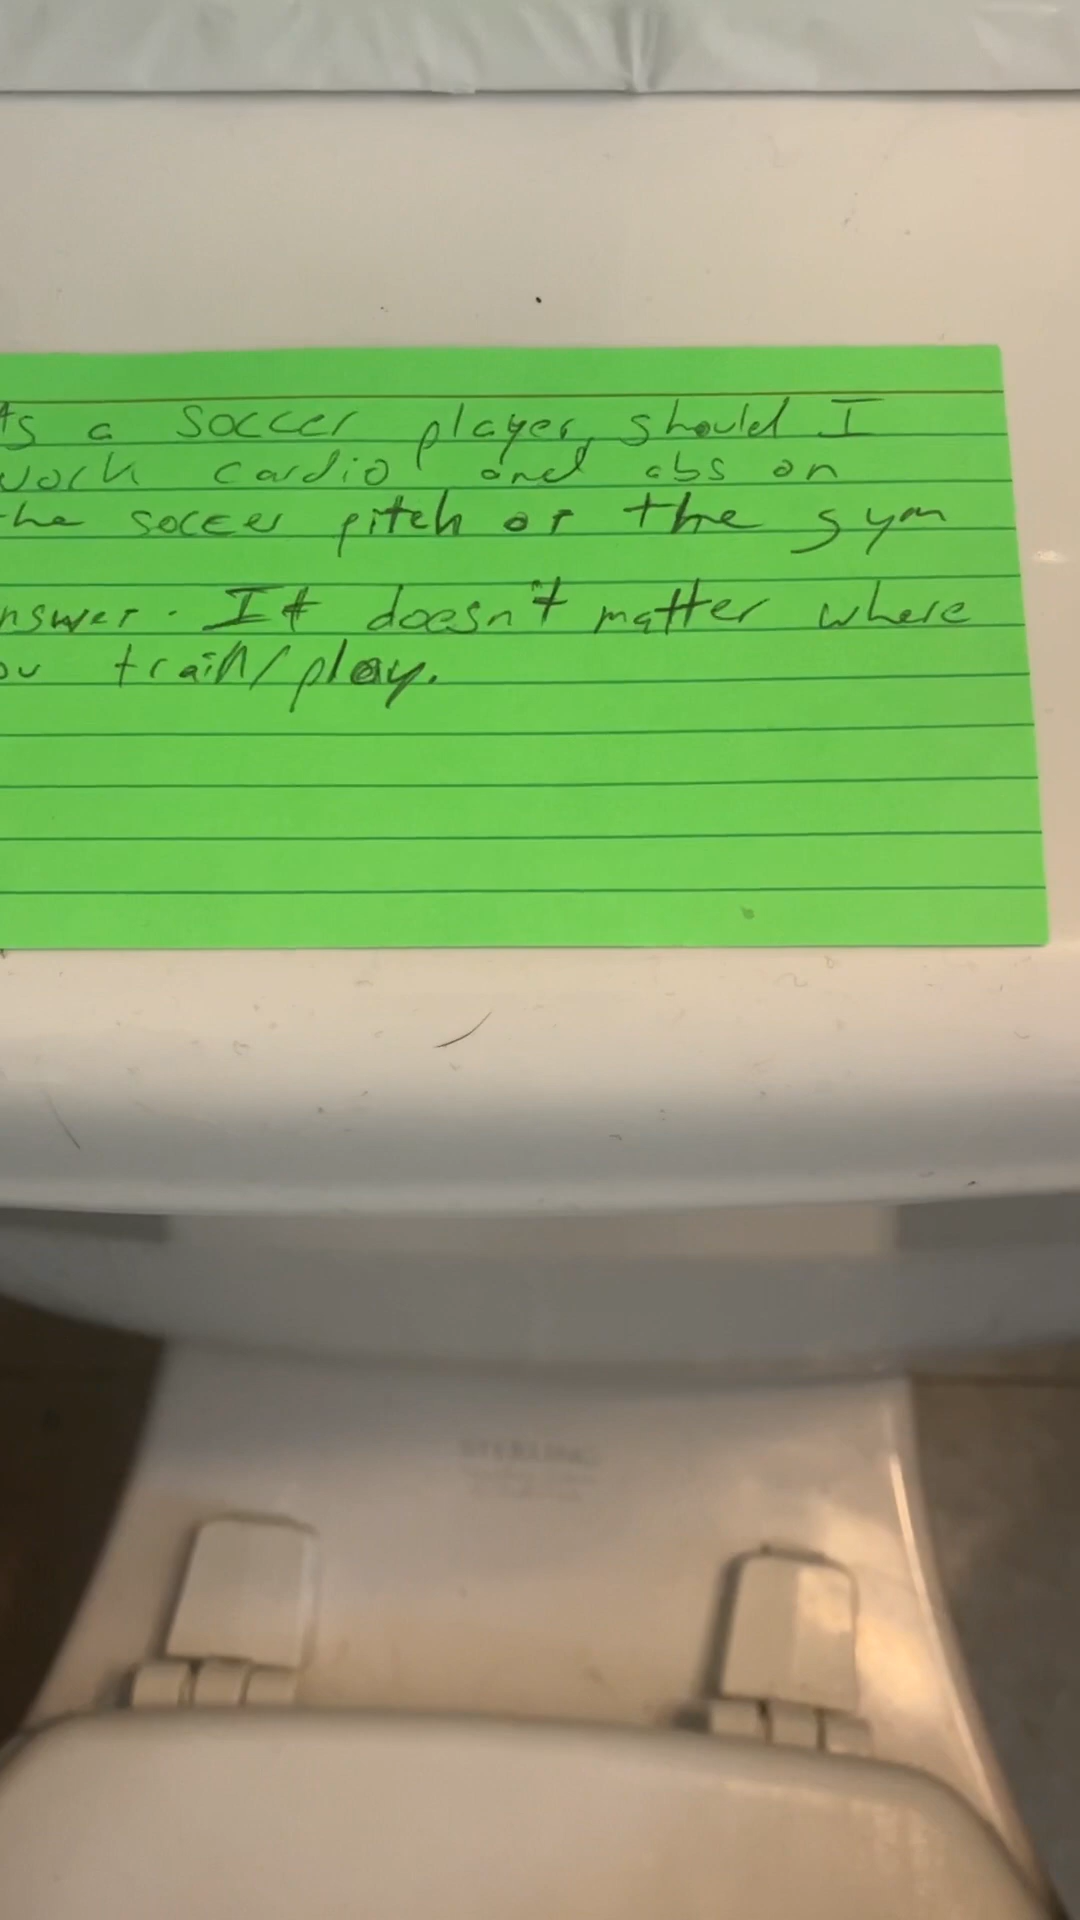 As a soccer player, should I
work cardio and abs on
the soccer pitch or the gym
nswer. It doesn't matter where
ou train/play.